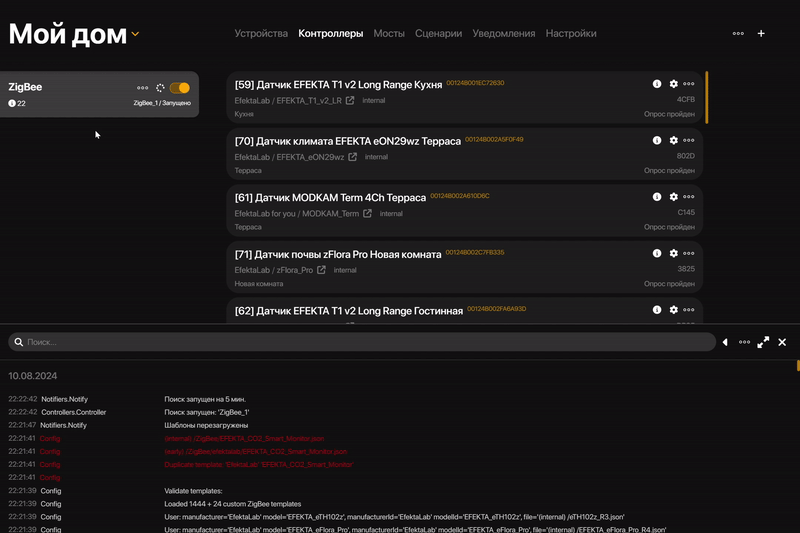 Мой дом
Устройства Контроллеры Мосты Сценарии Уведомления Настройки
ZigBee
22
ZigBee_1 / Запущено
[59] Датчик EFEKTA T1 v2 Long Range Кухня 00124B001EC72630
EfektaLab / EFEKTA_T1_v2_LR internal 4CFB
Кухня Опрос пройден
[70] Датчик климата EFEKTA eON29wz Терраса 00124B002A5F0F49
EfektaLab / EFEKTA_eON29wz internal 802D
Терраса Опрос пройден
[61] Датчик MODKAM Term 4Ch Терраса 00124B002A610D6C
EfektaLab for you / MODKAM_Term internal C145
Терраса Опрос пройден
[71] Датчик почвы zFlora Pro Новая комната 00124B002C7FB335
EfektaLab / zFlora_Pro internal 3825
Новая комната Опрос пройден
[62] Датчик EFEKTA T1 v2 Long Range Гостинная 00124B002FA6A93D
Поиск...
10.08.2024
22:22:42 Notifiers.Notify Поиск запущен на 5 мин.
22:22:42 Controllers.Controller Поиск запущен: 'ZigBee_1'
22:21:47 Notifiers.Notify Шаблоны перезагружены
22:21:41 Config (internal) /ZigBee/EFEKTA_CO2_Smart_Monitor.json
22:21:41 Config (early) /ZigBee/efektalab/EFEKTA_CO2_Smart_Monitor.json
22:21:41 Config Duplicate template: 'EfektaLab' 'EFEKTA_CO2_Smart_Monitor'
22:21:41 Config
22:21:39 Config Validate templates:
22:21:39 Config Loaded 1444 + 24 custom ZigBee templates
22:21:39 Config User: manufacturer='EfektaLab' model='EFEKTA_eTH102z', manufacturerId='EfektaLab' modelId='EFEKTA_eTH102z', file='(internal) /eTH102z_R3.json'
22:21:39 Config User: manufacturer='EfektaLab' model='EFEKTA_eFlora_Pro', manufacturerId='EfektaLab' modelId='EFEKTA_eFlora_Pro', file='(internal) /EFEKTA_eFlora_Pro_R4.json'